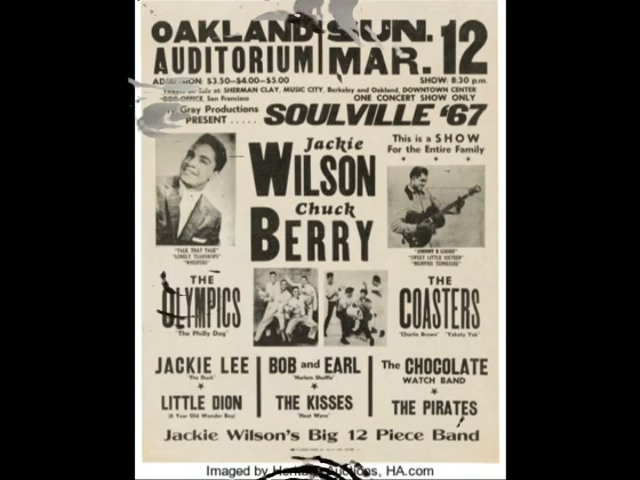 OAKLAND SUN.
AUDITORIUM MAR. 12
ADMISSION: $3.50-$4.00-$5.00 SHOW: 8:30 p.m.
Tickets on Sale at: SHERMAN CLAY, MUSIC CITY, Berkeley and Oakland, DOWNTOWN CENTER
BOX-OFFICE, San Francisco ONE CONCERT SHOW ONLY
Gray Productions
PRESENT ..... SOULVILLE '67
This is a SHOW
For the Entire Family
Jackie
WILSON
Chuck
BERRY
"TALK THAT TALK"
"LONELY TEARDROPS"
"WHISPERS"
"JOHNNY B. GOODE"
"SWEET LITTLE SIXTEEN"
"MEMPHIS TENNESSEE"
THE
OLYMPICS
"The Philly Dog"
THE
COASTERS
"Charlie Brown" "Yakety Yak"
JACKIE LEE
"The Duck"
LITTLE DION
(8 Year Old Wonder Boy)
BOB and EARL
"Harlem Shuffle"
THE KISSES
"Heat Wave"
The CHOCOLATE
WATCH BAND
THE PIRATES
Jackie Wilson's Big 12 Piece Band
Imaged by Heritage Auctions, HA.com